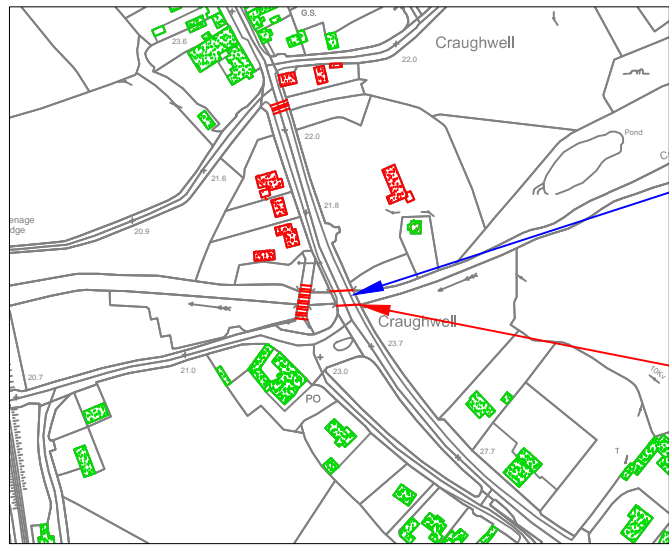 G.S.
23.6
22.0
Craughwell
22.0
Pond
21.6
21.8
enage
dge
20.9
Craughwell
23.7
20.7
21.0
23.0
10Kv
PO
27.7
T